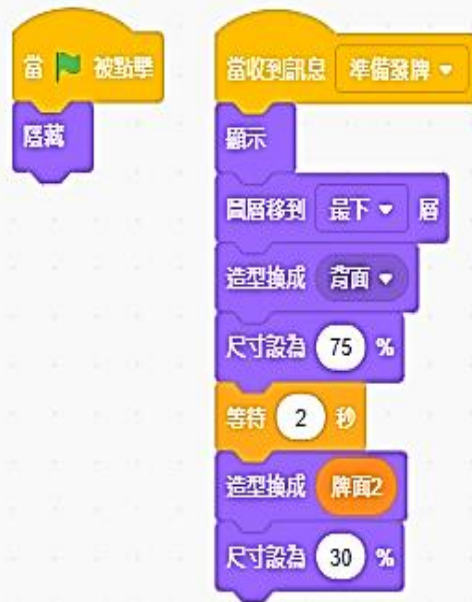 當 被點擊
隱藏
當收到訊息 準備發牌
顯示
圖層移到 最下 層
造型換成 背面
尺寸設為 75 %
等待 2 秒
造型換成 牌面2
尺寸設為 30 %